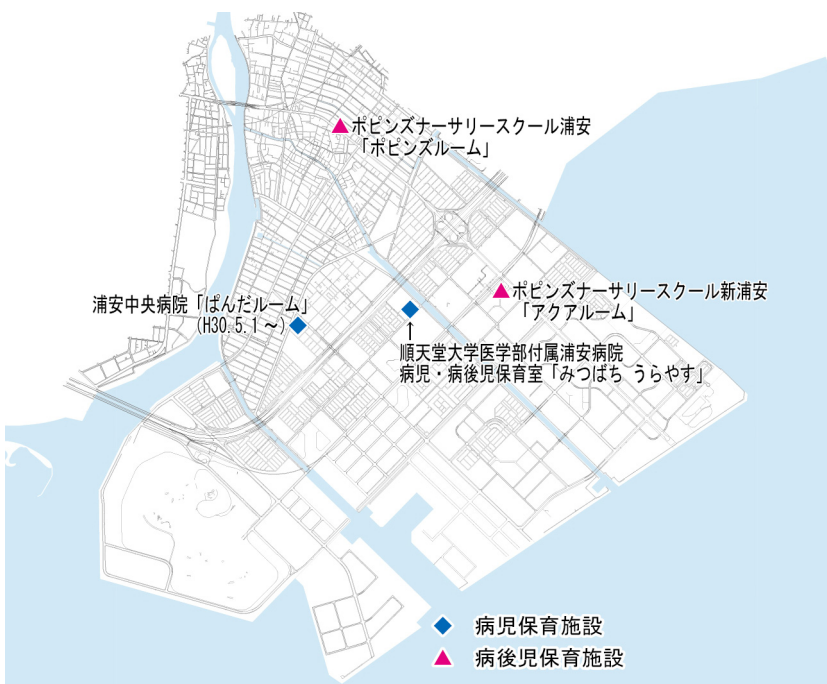 ポピンズナーサリースクール浦安
「ポピンズルーム」
ポピンズナーサリースクール新浦安
「アクアルーム」
浦安中央病院「ぱんだルーム」
(H30.5.1～)
順天堂大学医学部付属浦安病院
病児・病後児保育室「みつばち うらやす」
病児保育施設
病後児保育施設